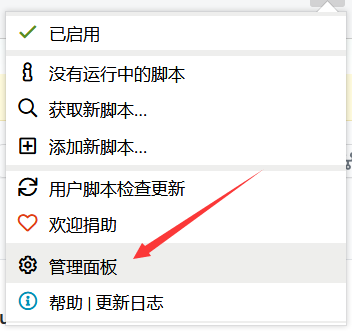 已启用
没有运行中的脚本
获取新脚本...
添加新脚本...
用户脚本检查更新
欢迎捐助
管理面板
帮助 | 更新日志